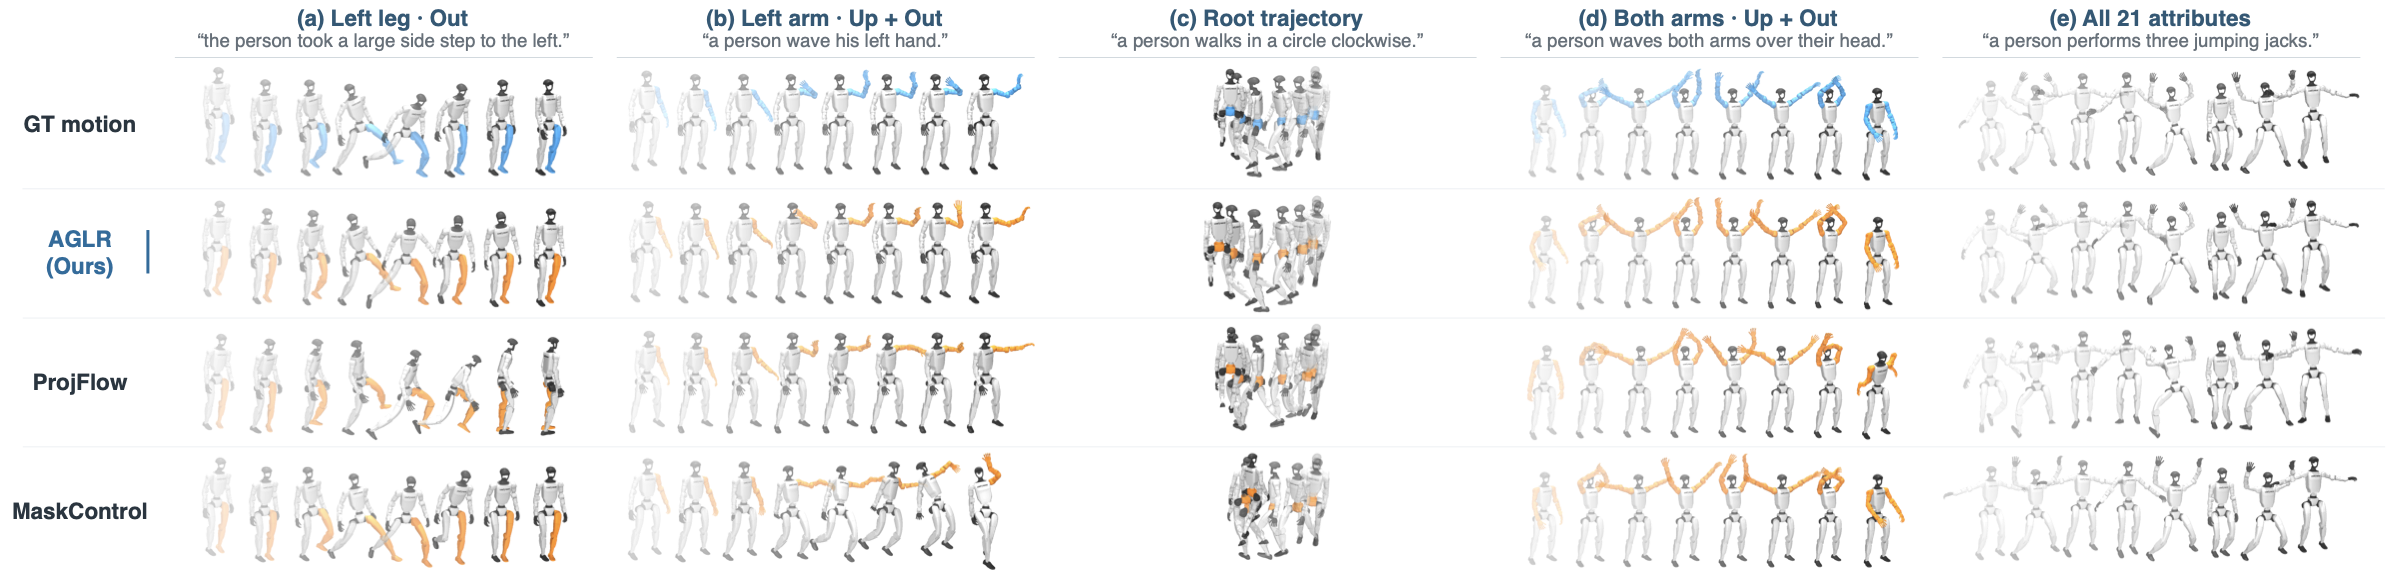 (a) Left leg · Out
“the person took a large side step to the left.”
(b) Left arm · Up + Out
“a person wave his left hand.”
(c) Root trajectory
“a person walks in a circle clockwise.”
(d) Both arms · Up + Out
“a person waves both arms over their head.”
(e) All 21 attributes
“a person performs three jumping jacks.”
GT motion
AGLR
(Ours)
ProjFlow
MaskControl